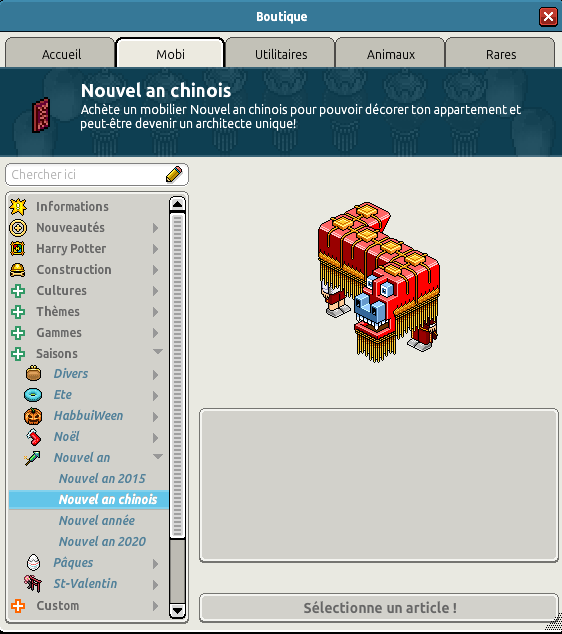 Boutique
Accueil
Mobi
Utilitaires
Animaux
Rares
Nouvel an chinois
Achète un mobilier Nouvel an chinois pour pouvoir décorer ton appartement et
peut-être devenir un architecte unique!
Chercher ici
Informations
Nouveautés
Harry Potter
Construction
Cultures
Thèmes
Gammes
Saisons
Divers
Ete
HabbuiWeen
Noël
Nouvel an
Nouvel an 2015
Nouvel an chinois
Nouvel année
Nouvel an 2020
Pâques
St-Valentin
Custom
Sélectionne un article !